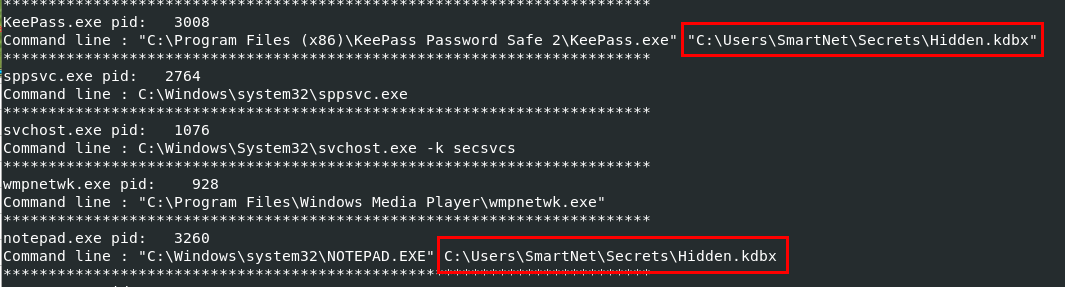 ************************************************************************
KeePass.exe pid:   3008
Command line : "C:\Program Files (x86)\KeePass Password Safe 2\KeePass.exe" "C:\Users\SmartNet\Secrets\Hidden.kdbx"
************************************************************************
sppsvc.exe pid:   2764
Command line : C:\Windows\system32\sppsvc.exe
************************************************************************
svchost.exe pid:   1076
Command line : C:\Windows\System32\svchost.exe -k secsvcs
************************************************************************
wmpnetwk.exe pid:    928
Command line : "C:\Program Files\Windows Media Player\wmpnetwk.exe"
************************************************************************
notepad.exe pid:   3260
Command line : "C:\Windows\system32\NOTEPAD.EXE" C:\Users\SmartNet\Secrets\Hidden.kdbx
************************************************************************